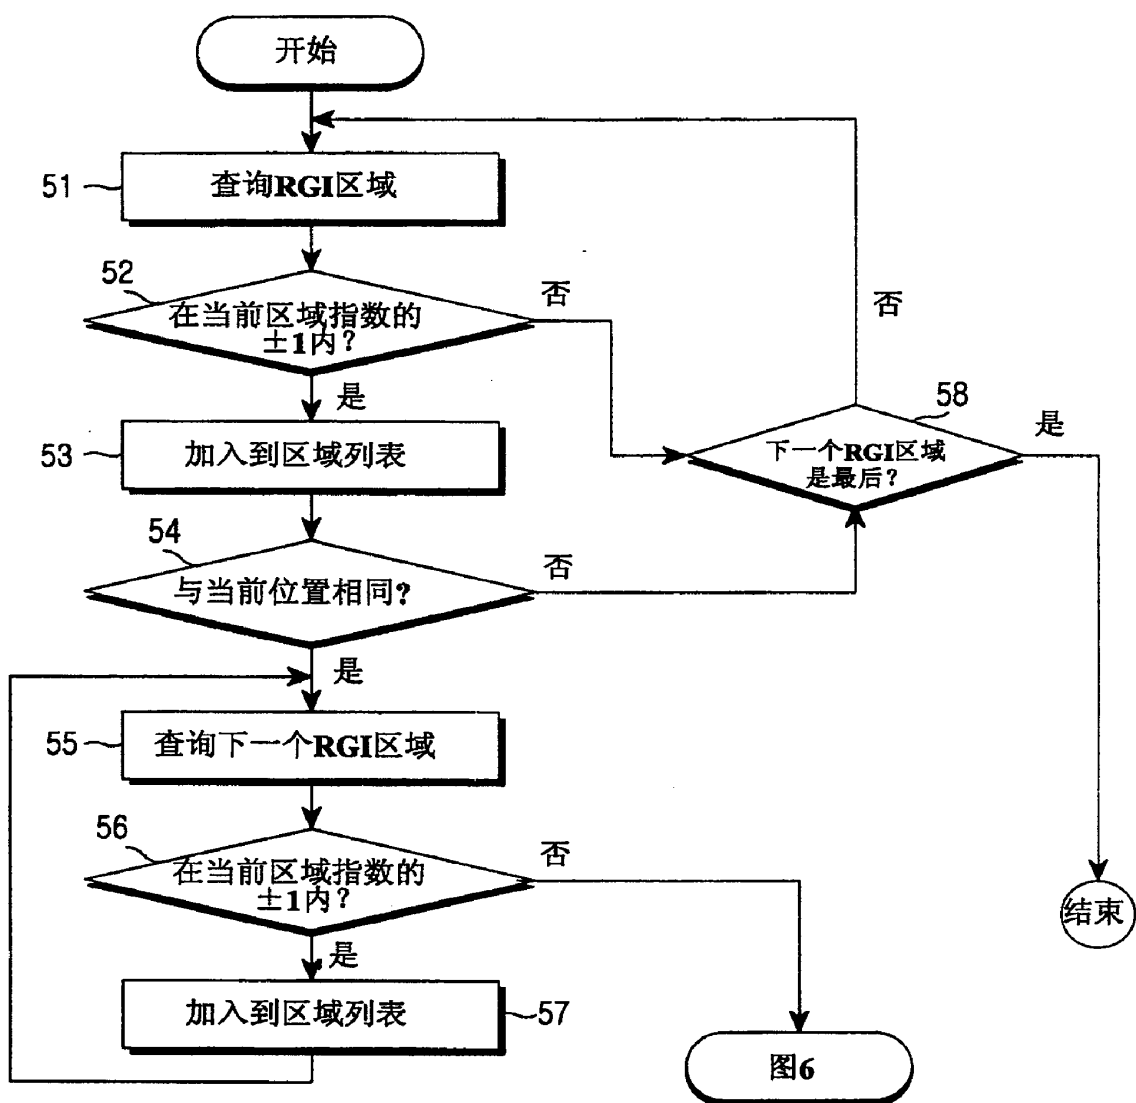 开始
51
查询RGI区域
52
在当前区域指数的
±1内?
否
是
53
加入到区域列表
54
与当前位置相同?
否
是
否
58
下一个RGI区域
是最后?
是
55
查询下一个RGI区域
56
在当前区域指数的
±1内?
否
是
加入到区域列表
57
结束
图6